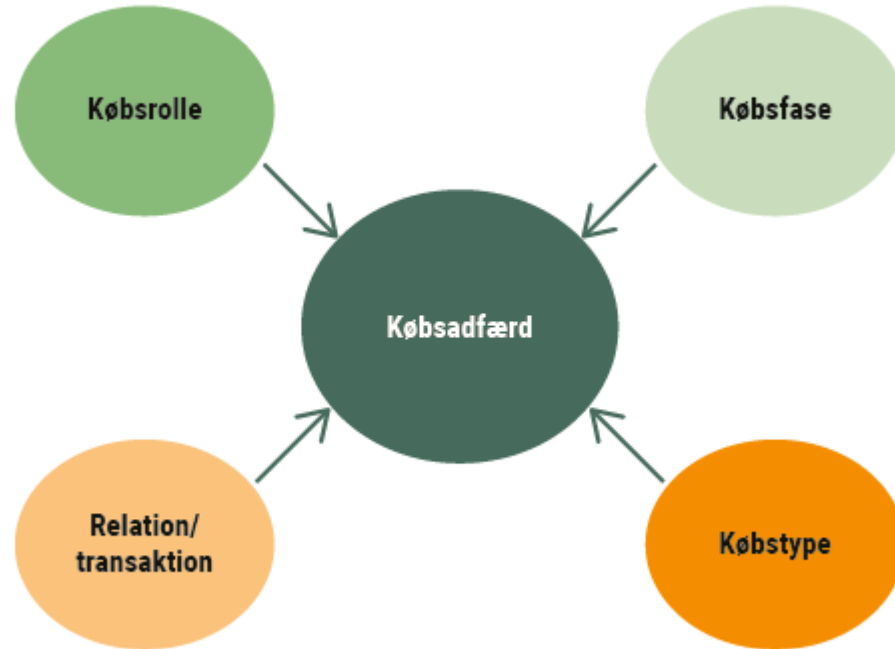 Købsrolle
Købsfase
Købsadfærd
Relation/
transaktion
Købstype